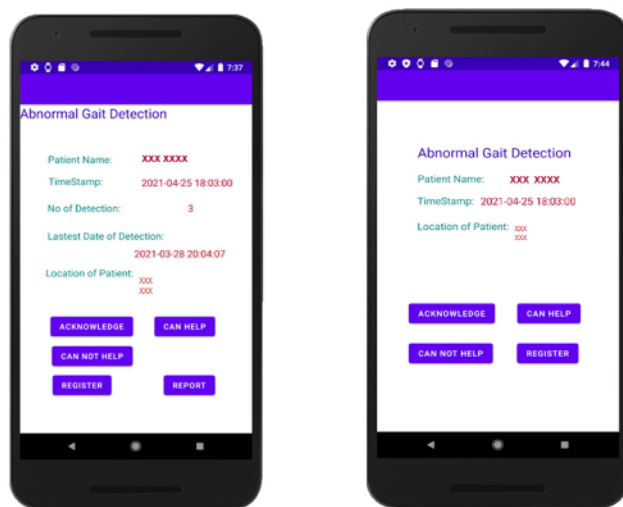 7:37
Abnormal Gait Detection
Patient Name: XXX XXXX
TimeStamp: 2021-04-25 18:03:00
No of Detection: 3
Lastest Date of Detection:
2021-03-28 20:04:07
Location of Patient: XXX
XXX
ACKNOWLEDGE CAN HELP
CAN NOT HELP
REGISTER REPORT
7:44
Abnormal Gait Detection
Patient Name: XXX XXXX
TimeStamp: 2021-04-25 18:03:00
Location of Patient: XXX
XXX
ACKNOWLEDGE CAN HELP
CAN NOT HELP REGISTER